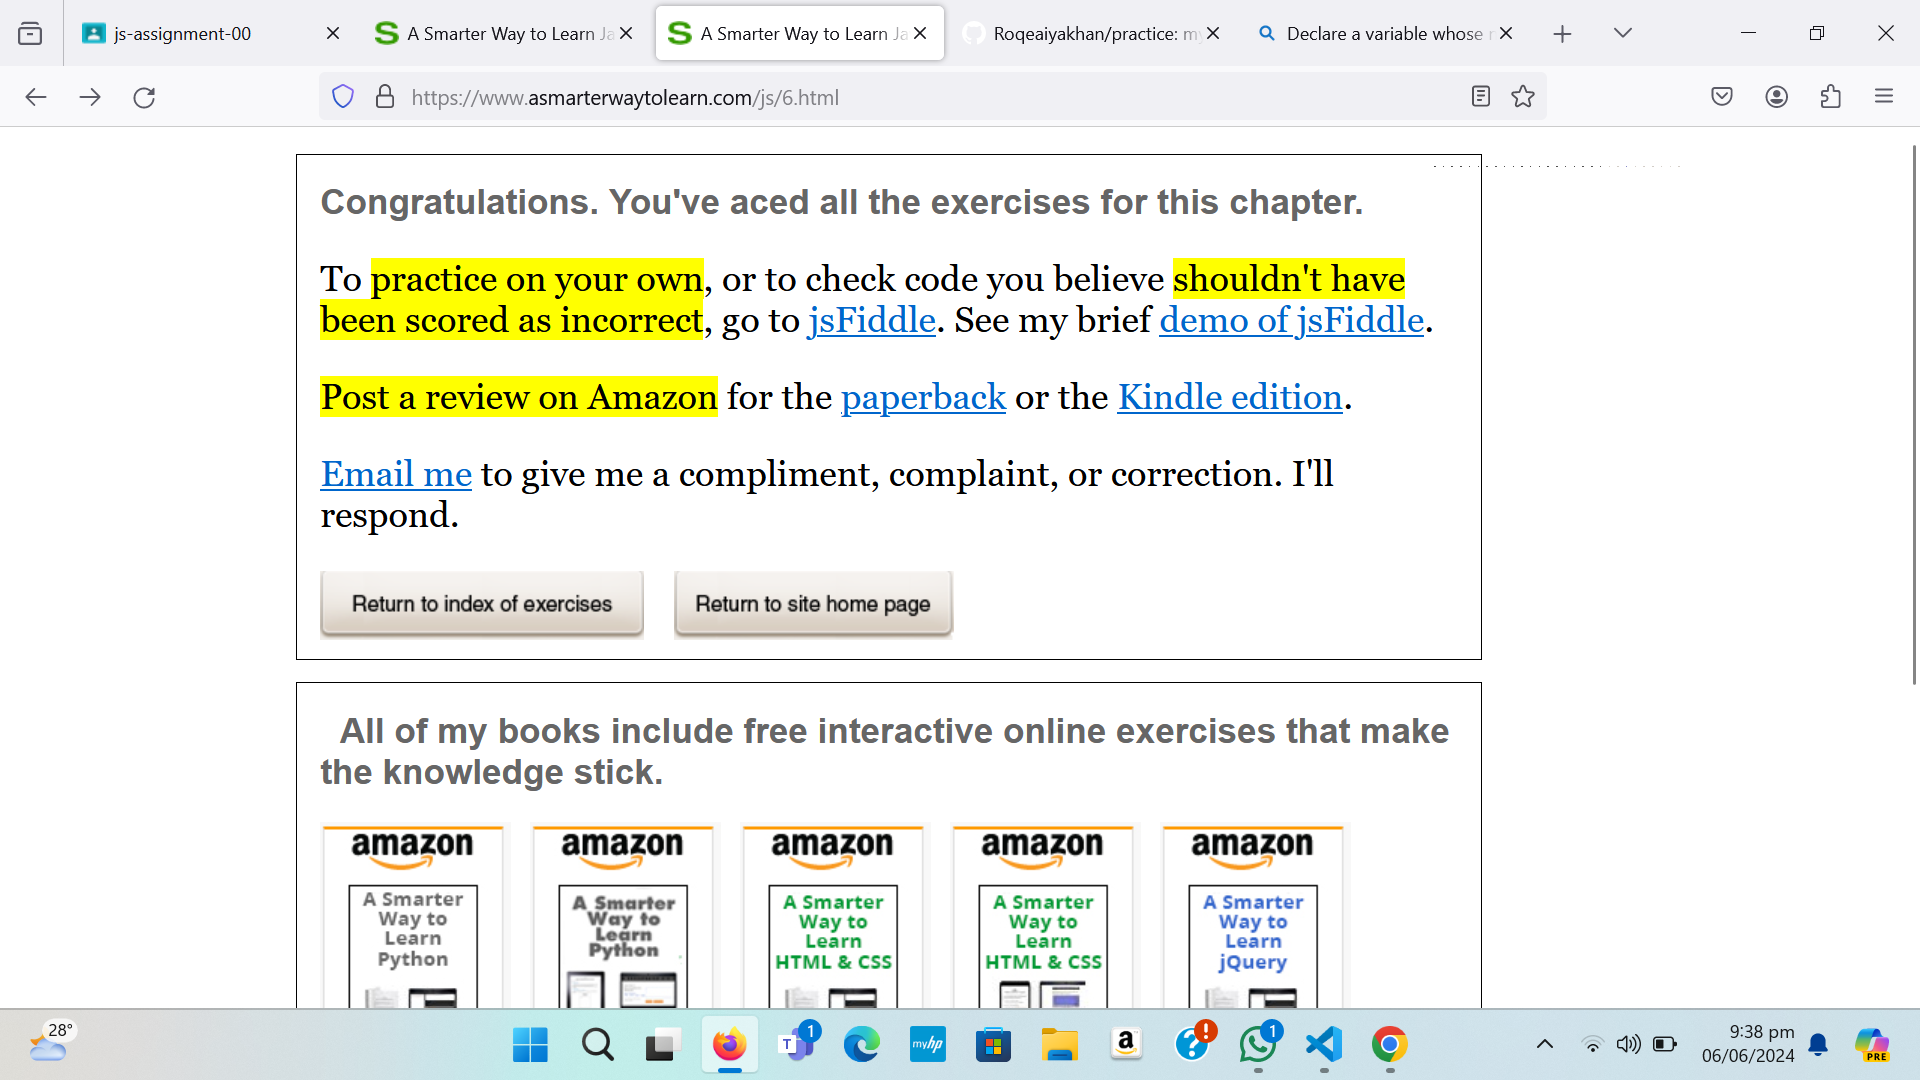 js-assignment-00
A Smarter Way to Learn Ja
A Smarter Way to Learn Ja
Roqeaiyakhan/practice: my
Declare a variable whose n
https://www.asmarterwaytolearn.com/js/6.html
Congratulations. You've aced all the exercises for this chapter.
To practice on your own, or to check code you believe shouldn't have
been scored as incorrect, go to jsFiddle. See my brief demo of jsFiddle.
Post a review on Amazon for the paperback or the Kindle edition.
Email me to give me a compliment, complaint, or correction. I'll
respond.
Return to index of exercises
Return to site home page
All of my books include free interactive online exercises that make
the knowledge stick.
amazon
amazon
amazon
amazon
amazon
A Smarter
Way to
Learn
Python
A Smarter
Way to
Learn
Python
A Smarter
Way to
Learn
HTML & CSS
A Smarter
Way to
Learn
HTML & CSS
A Smarter
Way to
Learn
jQuery
28°
T
1
myhp
a
?
!
1
9:38 pm
06/06/2024
PRE